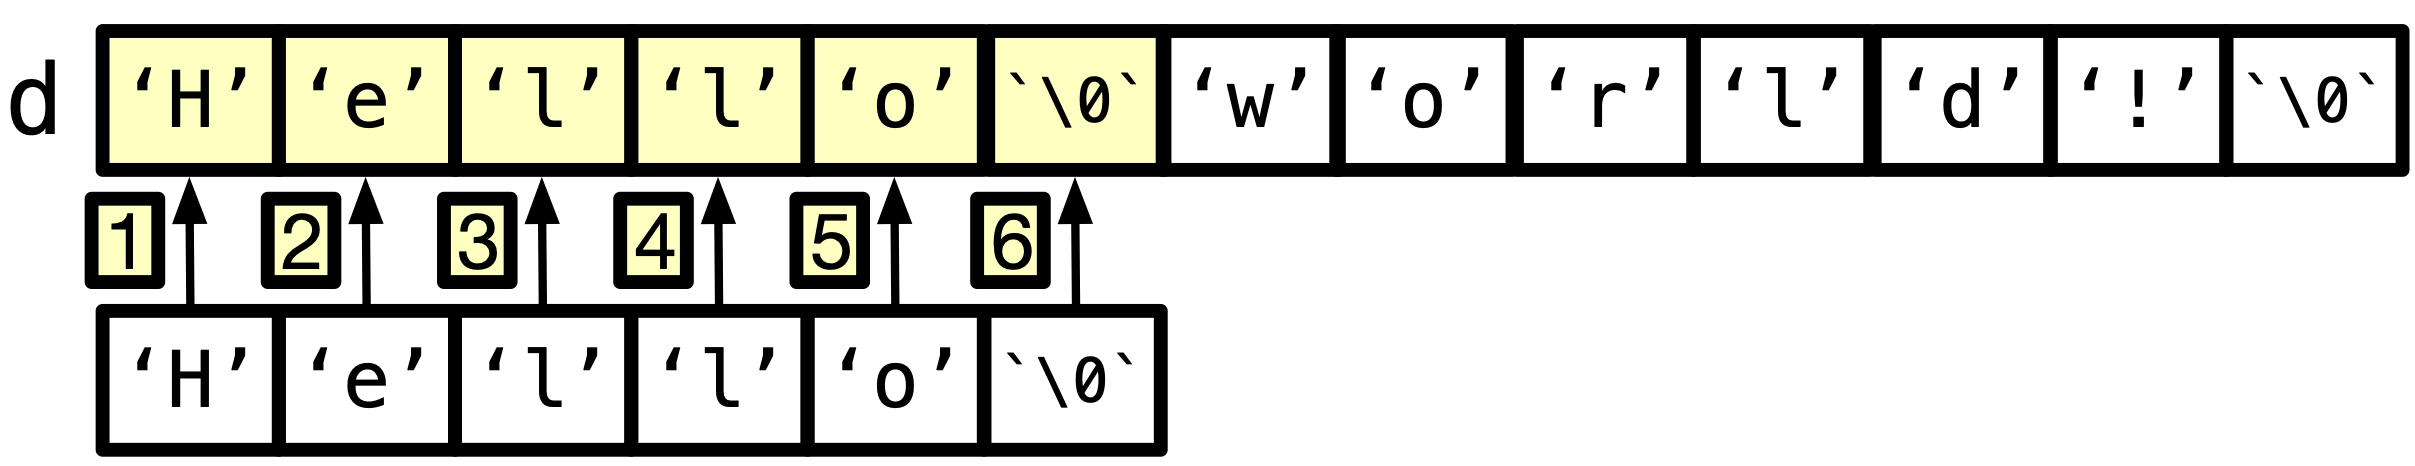 d ‘H’ ‘e’ ‘l’ ‘l’ ‘o’ `\0` ‘w’ ‘o’ ‘r’ ‘l’ ‘d’ ‘!’ `\0`
1 2 3 4 5 6
‘H’ ‘e’ ‘l’ ‘l’ ‘o’ `\0`